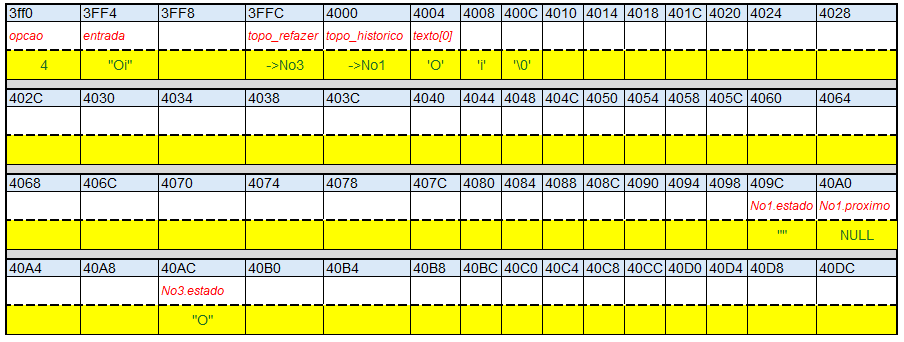 3ff0 3FF4 3FF8 3FFC 4000 4004 4008 400C 4010 4014 4018 401C 4020 4024 4028
opcao entrada topo_refazer topo_historico texto[0]
4 "Oi" ->No3 ->No1 'O' 'i' '\0'
402C 4030 4034 4038 403C 4040 4044 4048 404C 4050 4054 4058 405C 4060 4064
4068 406C 4070 4074 4078 407C 4080 4084 4088 408C 4090 4094 4098 409C 40A0
No1.estado No1.proximo
"" NULL
40A4 40A8 40AC 40B0 40B4 40B8 40BC 40C0 40C4 40C8 40CC 40D0 40D4 40D8 40DC
No3.estado
"O"